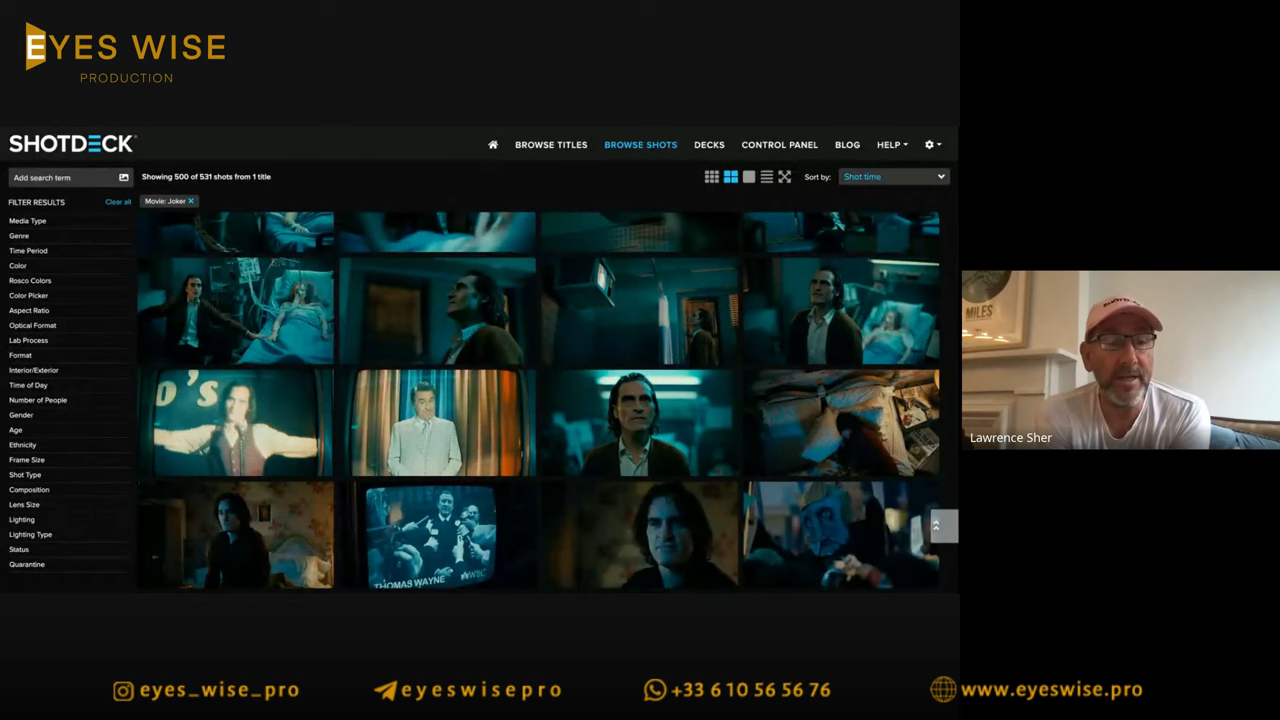 EYES WISE
PRODUCTION
SHOTDECK
BROWSE TITLES
BROWSE SHOTS
DECKS
CONTROL PANEL
BLOG
HELP
Add search term
Showing 500 of 531 shots from 1 title
Sort by:
Shot time
FILTER RESULTS
Clear all
Movie: Joker ×
Media Type
Genre
Time Period
Color
Rosco Colors
Color Picker
Aspect Ratio
Optical Format
Lab Process
Format
Interior/Exterior
Time of Day
Number of People
Gender
Age
Ethnicity
Frame Size
Shot Type
Composition
Lens Size
Lighting
Lighting Type
Status
Quarantine
O'S
THOMAS WAYNE
MILES
Lawrence Sher
eyes_wise_pro
eyeswisepro
+33 6 10 56 56 76
www.eyeswise.pro